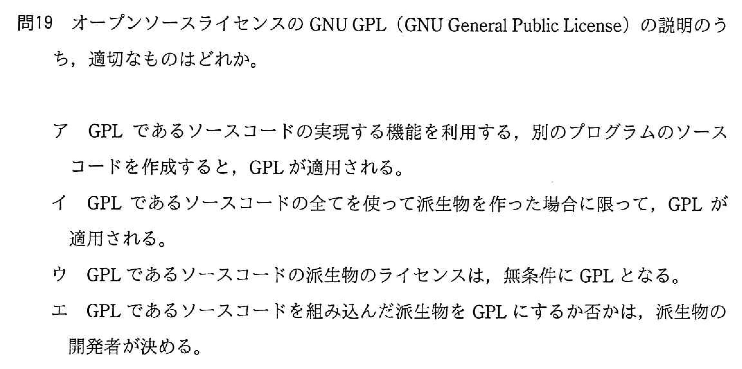 問19 オープンソースライセンスの GNU GPL(GNU General Public License)の説明のう
ち，適切なものはどれか。
ア GPL であるソースコードの実現する機能を利用する，別のプログラムのソース
コードを作成すると，GPL が適用される。
イ GPL であるソースコードの全てを使って派生物を作った場合に限って，GPL が
適用される。
ウ GPL であるソースコードの派生物のライセンスは，無条件に GPL となる。
エ GPL であるソースコードを組み込んだ派生物を GPL にするか否かは，派生物の
開発者が決める。